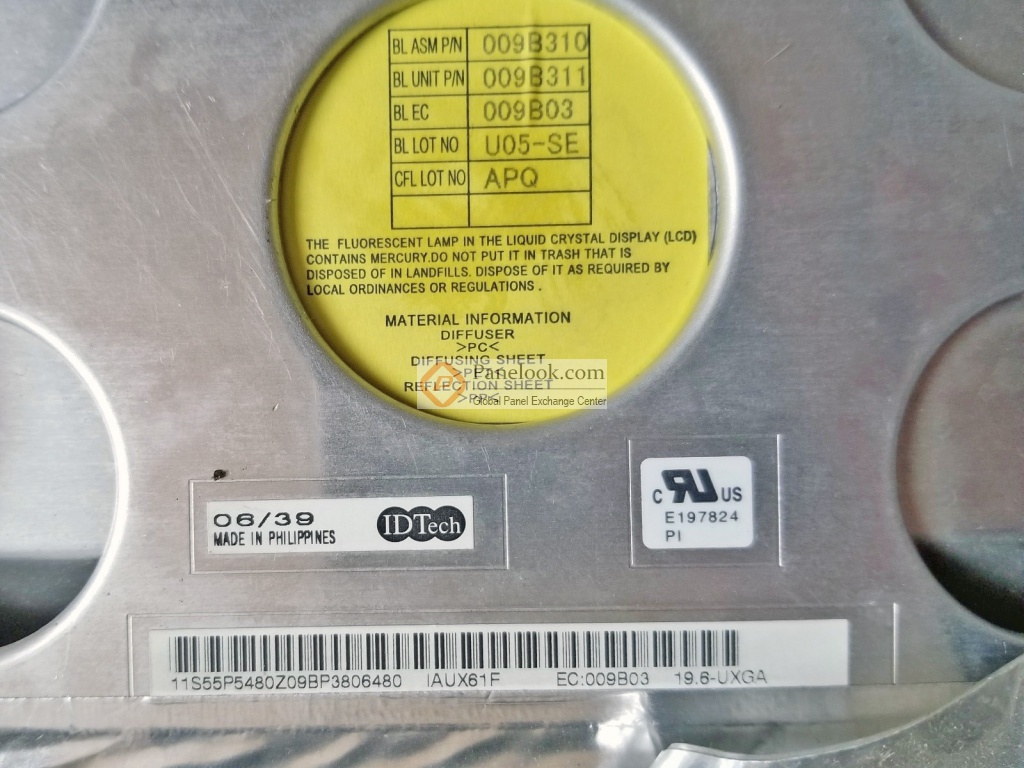 BL ASM P/N 009B310
BL UNIT P/N 009B311
BL EC 009B03
BL LOT NO U05-SE
CFL LOT NO APQ
THE FLUORESCENT LAMP IN THE LIQUID CRYSTAL DISPLAY (LCD)
CONTAINS MERCURY.DO NOT PUT IT IN TRASH THAT IS
DISPOSED OF IN LANDFILLS. DISPOSE OF IT AS REQUIRED BY
LOCAL ORDINANCES OR REGULATIONS .
MATERIAL INFORMATION
DIFFUSER
>PC<
DIFFUSING SHEET
Panelook.com
REFLECTION SHEET
Global Panel Exchange Center
06/39
MADE IN PHILIPPINES
IDTech
C RU US
E197824
PI
11S55P5480Z09BP3806480 IAUX61F EC:009B03 19.6-UXGA